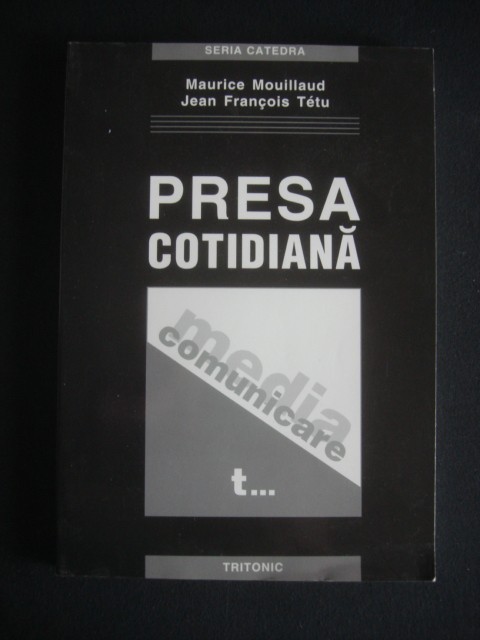 SERIA CATEDRA
Maurice Mouillaud
Jean François Tétu
PRESA
COTIDIANĂ
media
comunicare
t...
TRITONIC